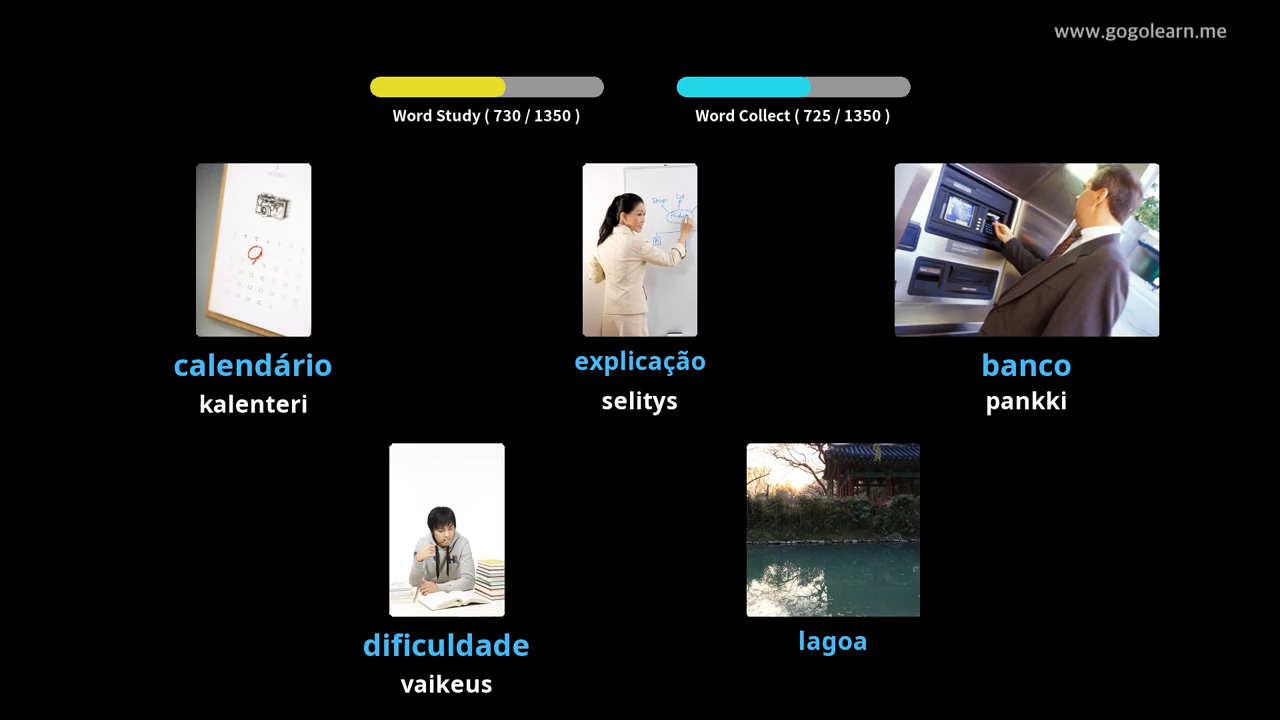 www.gogolearn.me
Word Study ( 730 / 1350 )
Word Collect ( 725 / 1350 )
calendário
kalenteri
explicação
selitys
banco
pankki
dificuldade
vaikeus
lagoa